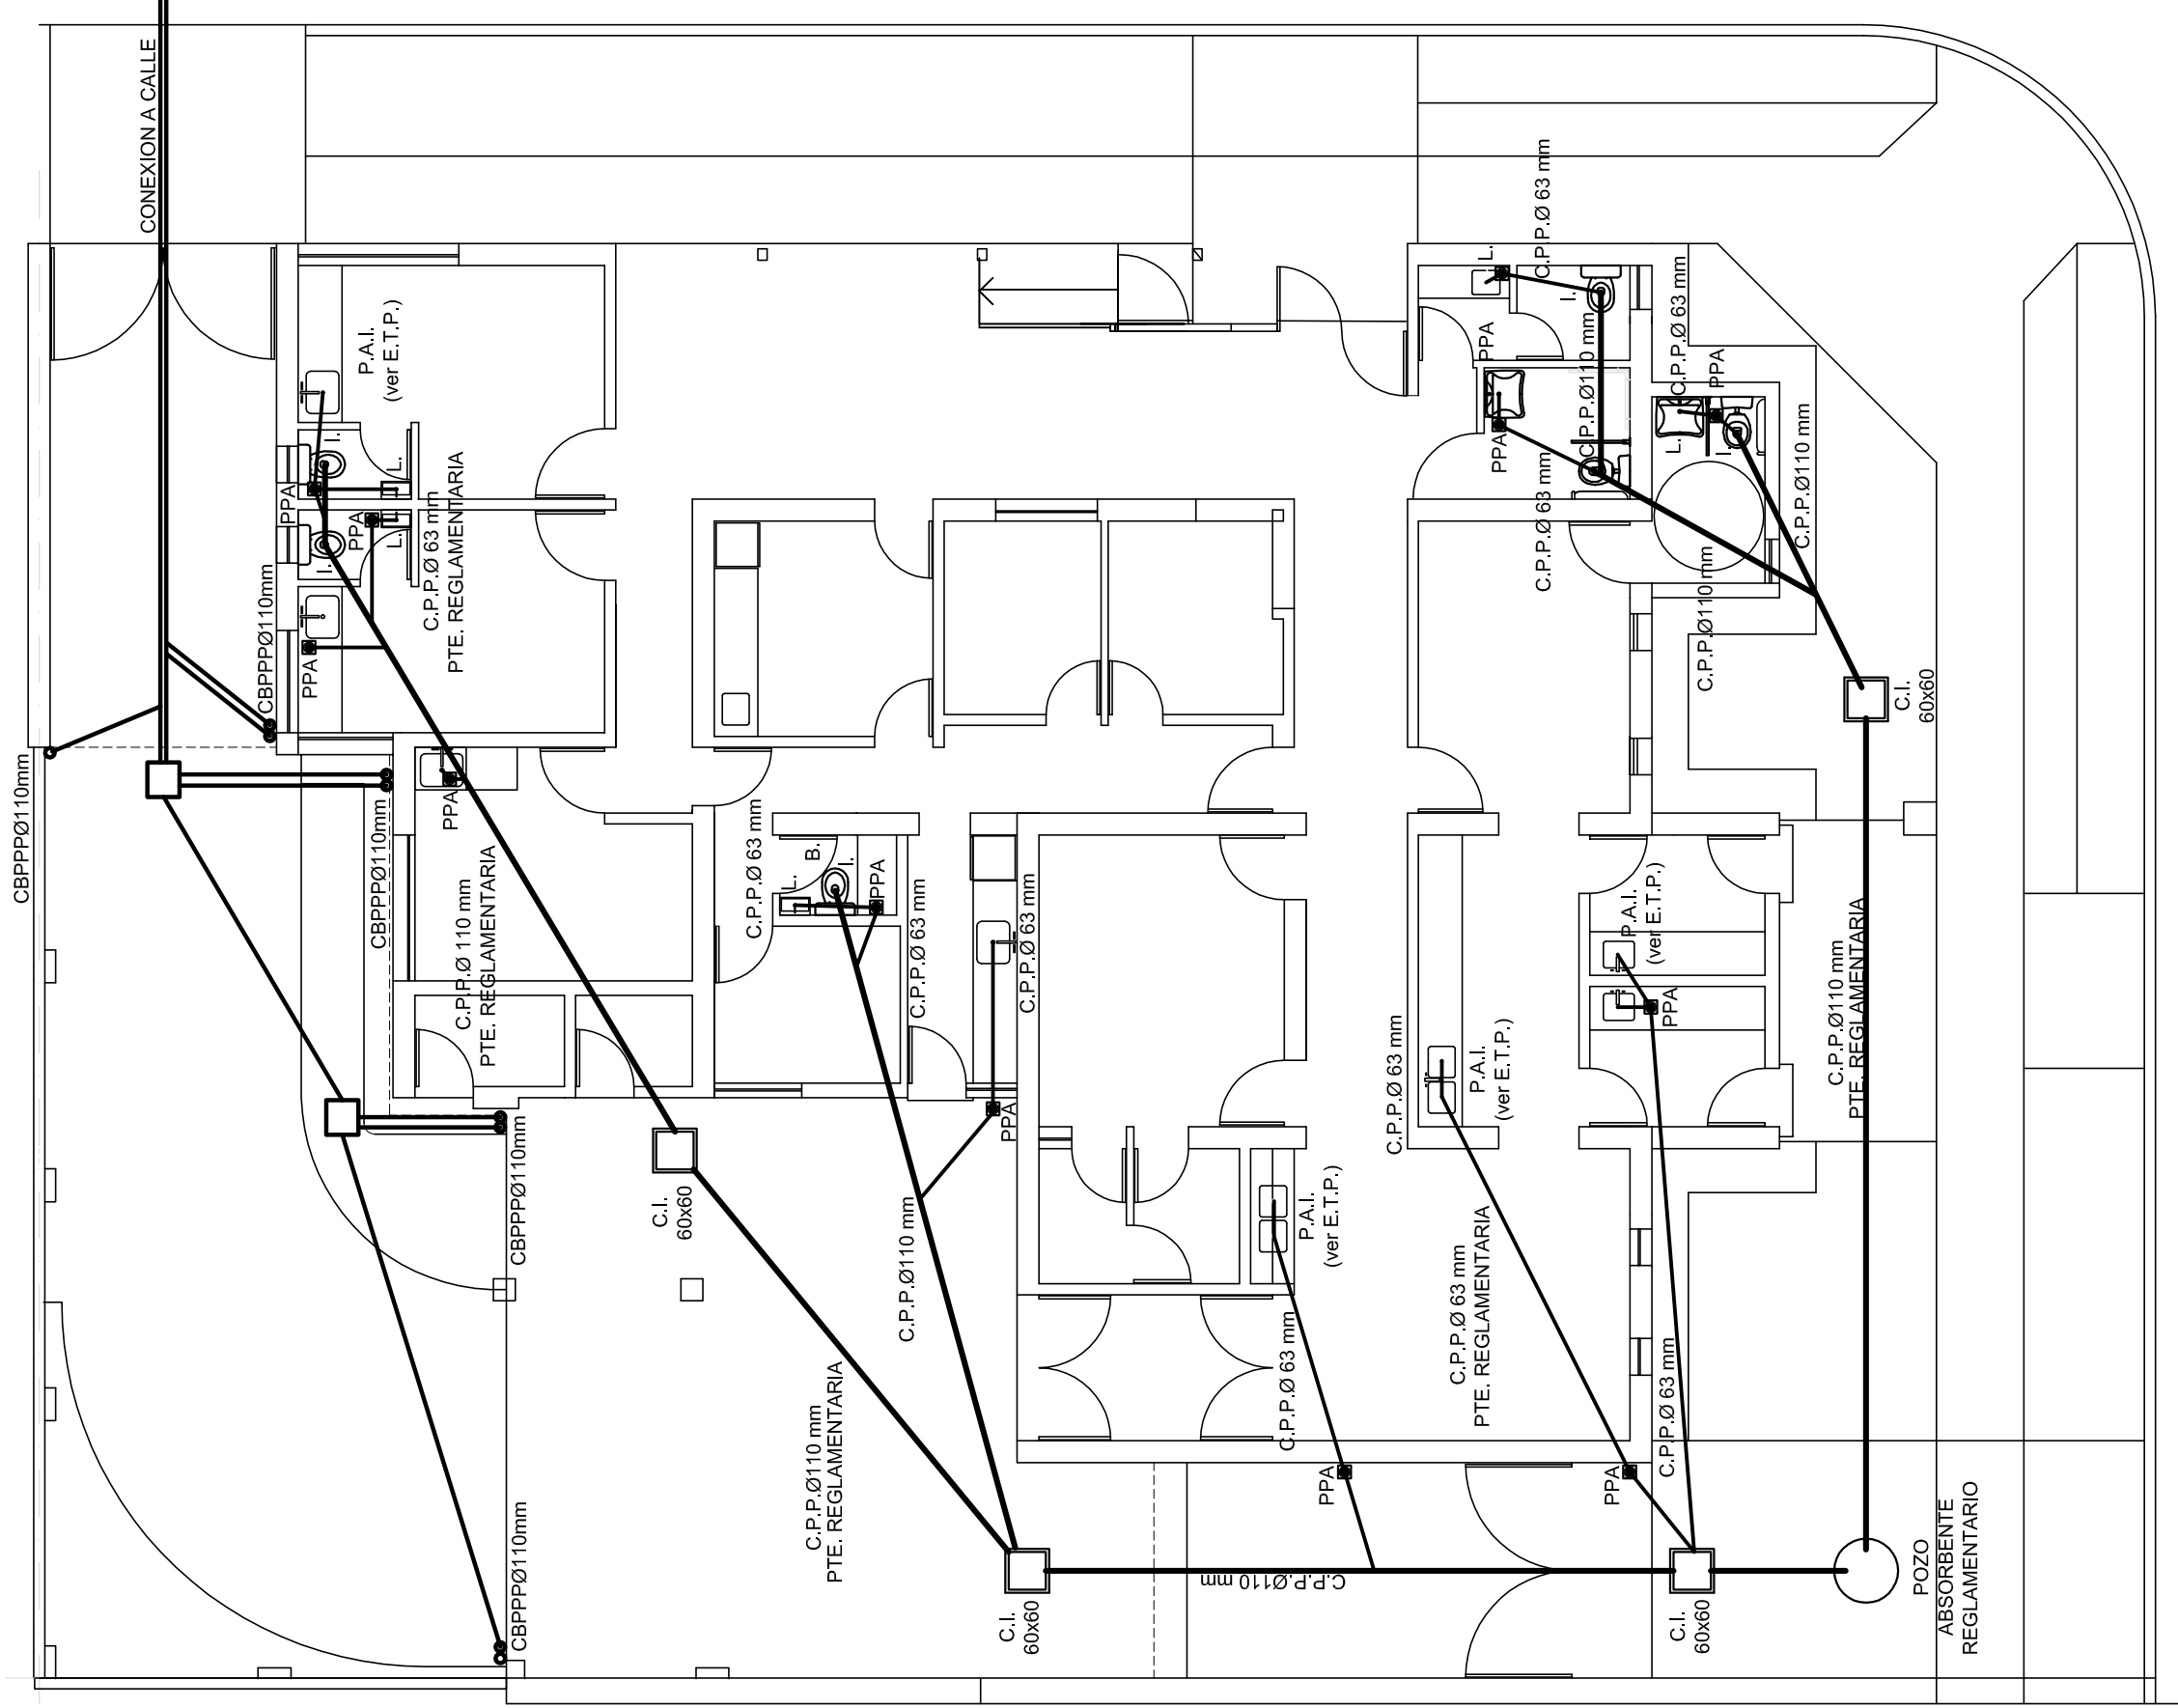 CONEXION A CALLE
P.A.I.
(ver E.T.P.)
I.
L.
PPA
PPA
L.
I.
C.P.P.Ø 63 mm
PTE. REGLAMENTARIA
CBPPPØ110mm
PPA
CBPPPØ110mm
CBPPPØ110mm
PPA
C.P.P.Ø 110 mm
PTE. REGLAMENTARIA
C.P.P.Ø 63 mm
L.
B.
I.
PPA
C.P.P.Ø 63 mm
C.P.P.Ø 63 mm
PPA
CBPPPØ110mm
C.I.
60x60
C.P.P.Ø110 mm
C.P.P.Ø110 mm
PTE. REGLAMENTARIA
CBPPPØ110mm
C.I.
60x60
C.P.P.Ø110 mm
L.
C.P.P.Ø 63 mm
I.
PPA
C.P.P.Ø110 mm
C.P.P.Ø 63 mm
PPA
PPA
L.
I.
C.P.P.Ø 63 mm
C.P.P.Ø110 mm
C.P.P.Ø110 mm
C.I.
60x60
P.A.I.
(ver E.T.P.)
PPA
C.P.P.Ø110 mm
PTE. REGLAMENTARIA
C.P.P.Ø 63 mm
P.A.I.
(ver E.T.P.)
P.A.I.
(ver E.T.P.)
C.P.P.Ø 63 mm
PTE. REGLAMENTARIA
C.P.P.Ø 63 mm
C.P.P.Ø 63 mm
PPA
PPA
C.I.
60x60
POZO
ABSORBENTE
REGLAMENTARIO